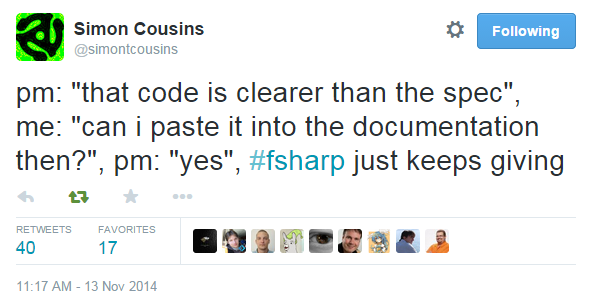 Simon Cousins
@simontcousins
Following
pm: "that code is clearer than the spec",
me: "can i paste it into the documentation
then?", pm: "yes", #fsharp just keeps giving
RETWEETS FAVORITES
40 17
11:17 AM - 13 Nov 2014